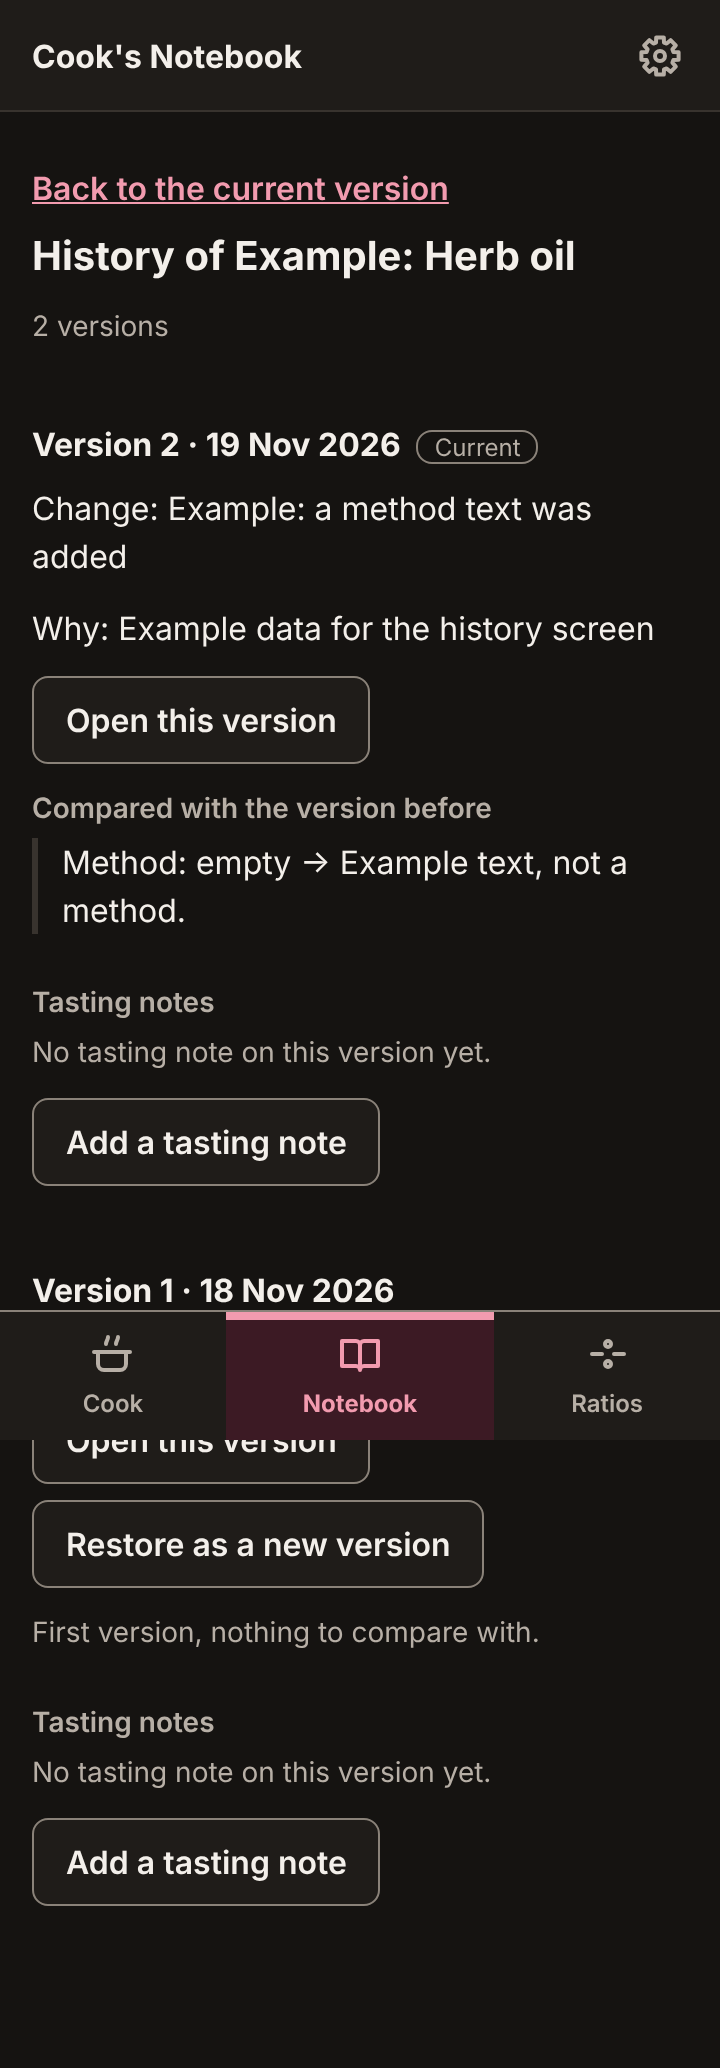 Cook's Notebook
Back to the current version
History of Example: Herb oil
2 versions
Version 2 · 19 Nov 2026 Current
Change: Example: a method text was
added
Why: Example data for the history screen
Open this version
Compared with the version before
Method: empty → Example text, not a
method.
Tasting notes
No tasting note on this version yet.
Add a tasting note
Version 1 · 18 Nov 2026
Cook Notebook Ratios
Open this version
Restore as a new version
First version, nothing to compare with.
Tasting notes
No tasting note on this version yet.
Add a tasting note